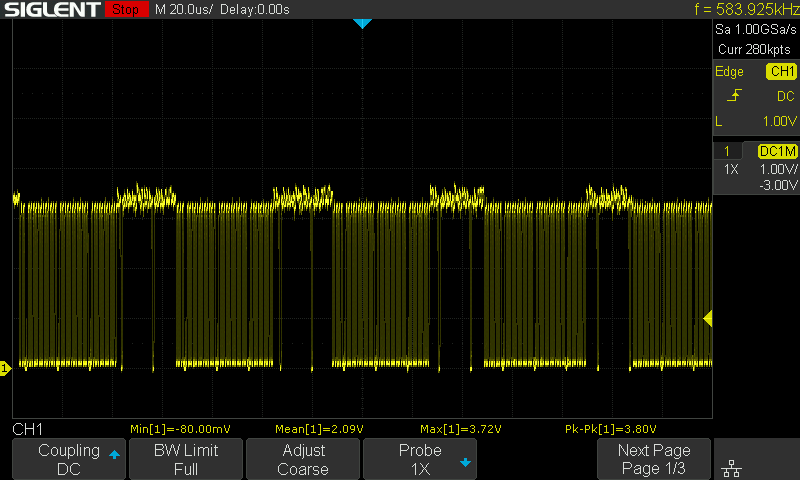 SIGLENT Stop M 20.0us/ Delay:0.00s f = 583.925kHz
Sa 1.00GSa/s
Curr 280kpts
Edge CH1
DC
L 1.00V
1 DC1M
1X 1.00V/
-3.00V
1
CH1 Min[1]=-80.00mV Mean[1]=2.09V Max[1]=3.72V Pk-Pk[1]=3.80V
Coupling BW Limit Adjust Probe Next Page
DC Full Coarse 1X Page 1/3